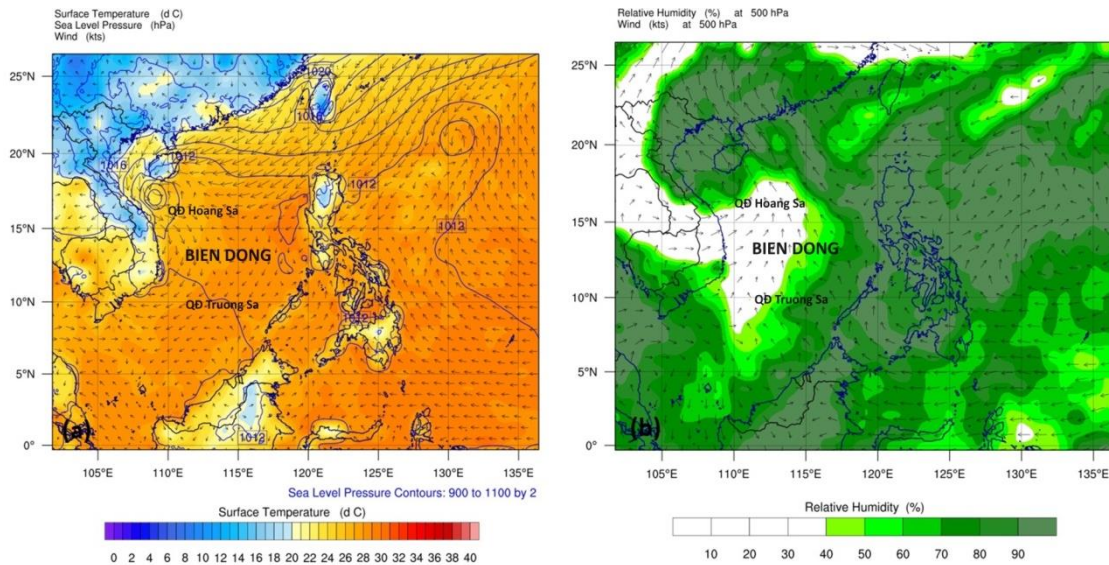 Surface Temperature (d C)
Sea Level Pressure (hPa)
Wind (kts)
25°N
20°N
15°N
10°N
5°N
0°
1020
1016
1016
1012
1012
1012
1012
1012
QĐ Hoang Sa
BIEN DONG
QĐ Truong Sa
(a)
105°E 110°E 115°E 120°E 125°E 130°E 135°E
Sea Level Pressure Contours: 900 to 1100 by 2
Surface Temperature (d C)
0 2 4 6 8 10 12 14 16 18 20 22 24 26 28 30 32 34 36 38 40
Relative Humidity (%) at 500 hPa
Wind (kts) at 500 hPa
25°N
20°N
15°N
10°N
5°N
0°
QĐ Hoang Sa
BIEN DONG
QĐ Truong Sa
(b)
105°E 110°E 115°E 120°E 125°E 130°E 135°E
Relative Humidity (%)
10 20 30 40 50 60 70 80 90